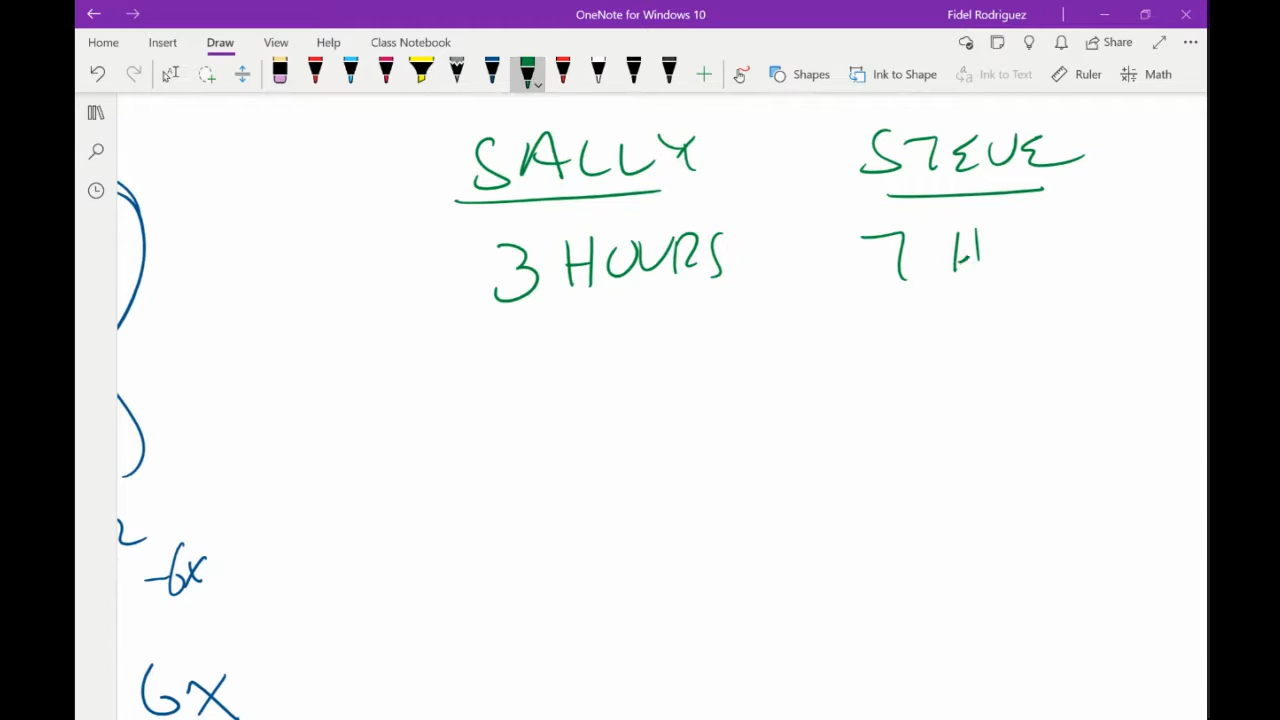 OneNote for Windows 10
Fidel Rodriguez
Home Insert Draw View Help Class Notebook
Share
Shapes Ink to Shape Ink to Text Ruler Math
SALLY STEVE
3 HOURS 7 H
2
-6x
6x